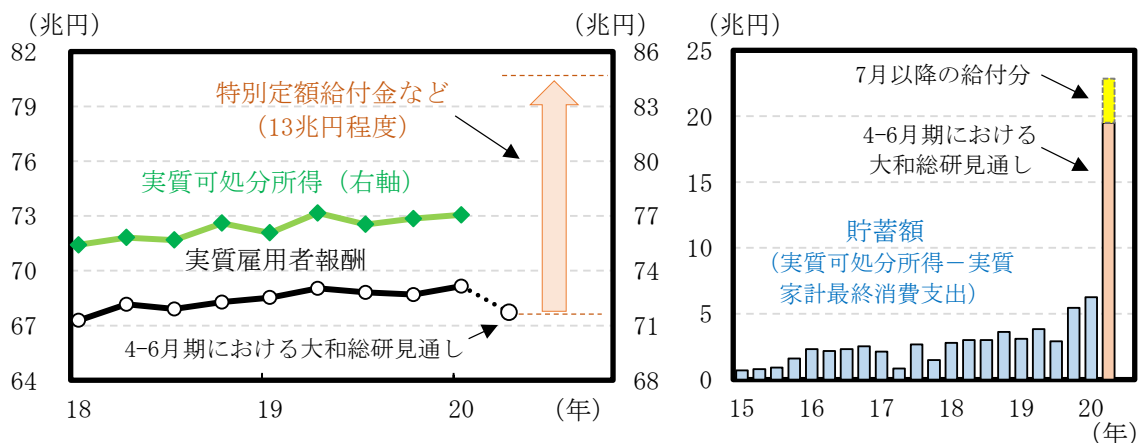 （兆円）
（兆円）
（兆円）
82
79
76
73
70
67
64
86
83
80
77
74
71
68
特別定額給付金など
（13兆円程度）
実質可処分所得（右軸）
実質雇用者報酬
4-6月期における大和総研見通し
18
19
20
（年）
25
20
15
10
5
0
7月以降の給付分
4-6月期における
大和総研見通し
貯蓄額
（実質可処分所得－実質
家計最終消費支出）
15
16
17
18
19
20
（年）